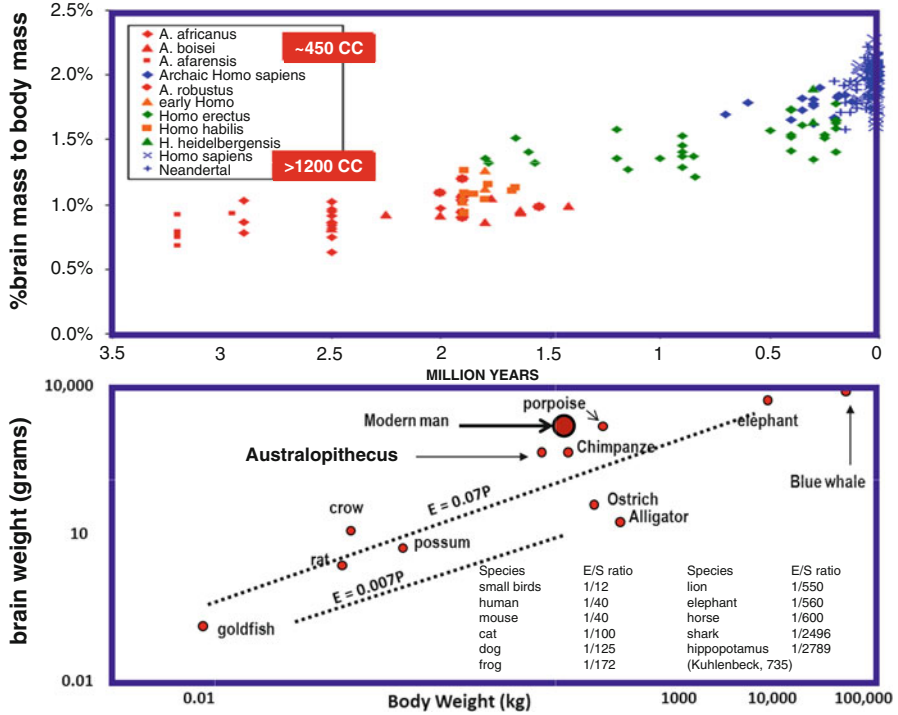 %brain mass to body mass
2.5%
2.0%
1.5%
1.0%
0.5%
0.0%
A. africanus
A. boisei
A. afarensis
Archaic Homo sapiens
A. robustus
early Homo
Homo erectus
Homo habilis
H. heidelbergensis
Homo sapiens
Neandertal
~450 CC
>1200 CC
3.5 3 2.5 2 1.5 1 0.5 0
MILLION YEARS
brain weight (grams)
10,000
10
0.01
porpoise
Modern man
elephant
Australopithecus
Chimpanze
Blue whale
E = 0.07P
crow
Ostrich
Alligator
possum
rat
E = 0.007P
goldfish
Species E/S ratio Species E/S ratio
small birds 1/12 lion 1/550
human 1/40 elephant 1/560
mouse 1/40 horse 1/600
cat 1/100 shark 1/2496
dog 1/125 hippopotamus 1/2789
frog 1/172 (Kuhlenbeck, 735)
0.01 Body Weight (kg) 1000 10,000 100,000